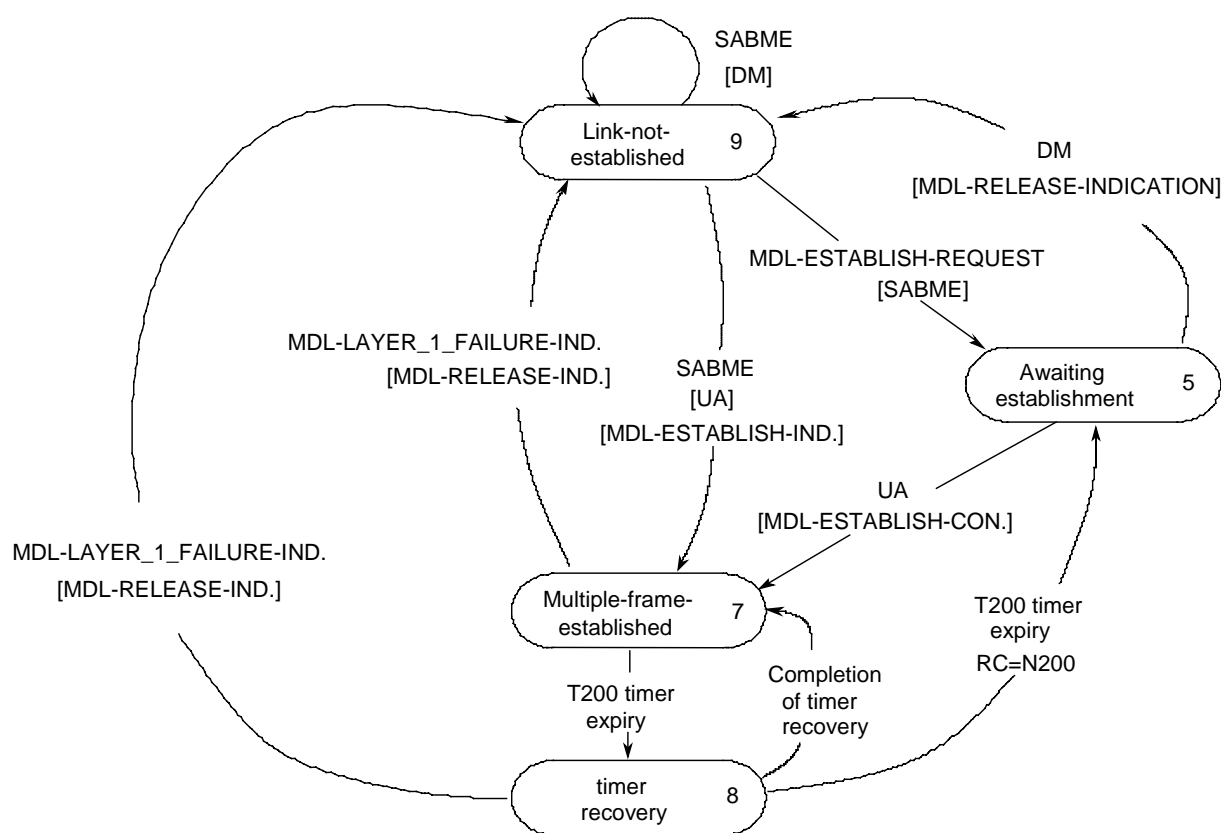 SABME
[DM]
Link-not-
established
9
DM
[MDL-RELEASE-INDICATION]
MDL-ESTABLISH-REQUEST
[SABME]
MDL-LAYER_1_FAILURE-IND.
[MDL-RELEASE-IND.]
SABME
[UA]
[MDL-ESTABLISH-IND.]
Awaiting
establishment
5
UA
[MDL-ESTABLISH-CON.]
MDL-LAYER_1_FAILURE-IND.
[MDL-RELEASE-IND.]
Multiple-frame-
established
7
T200 timer
expiry
RC=N200
Completion
of timer
recovery
T200 timer
expiry
timer
recovery
8